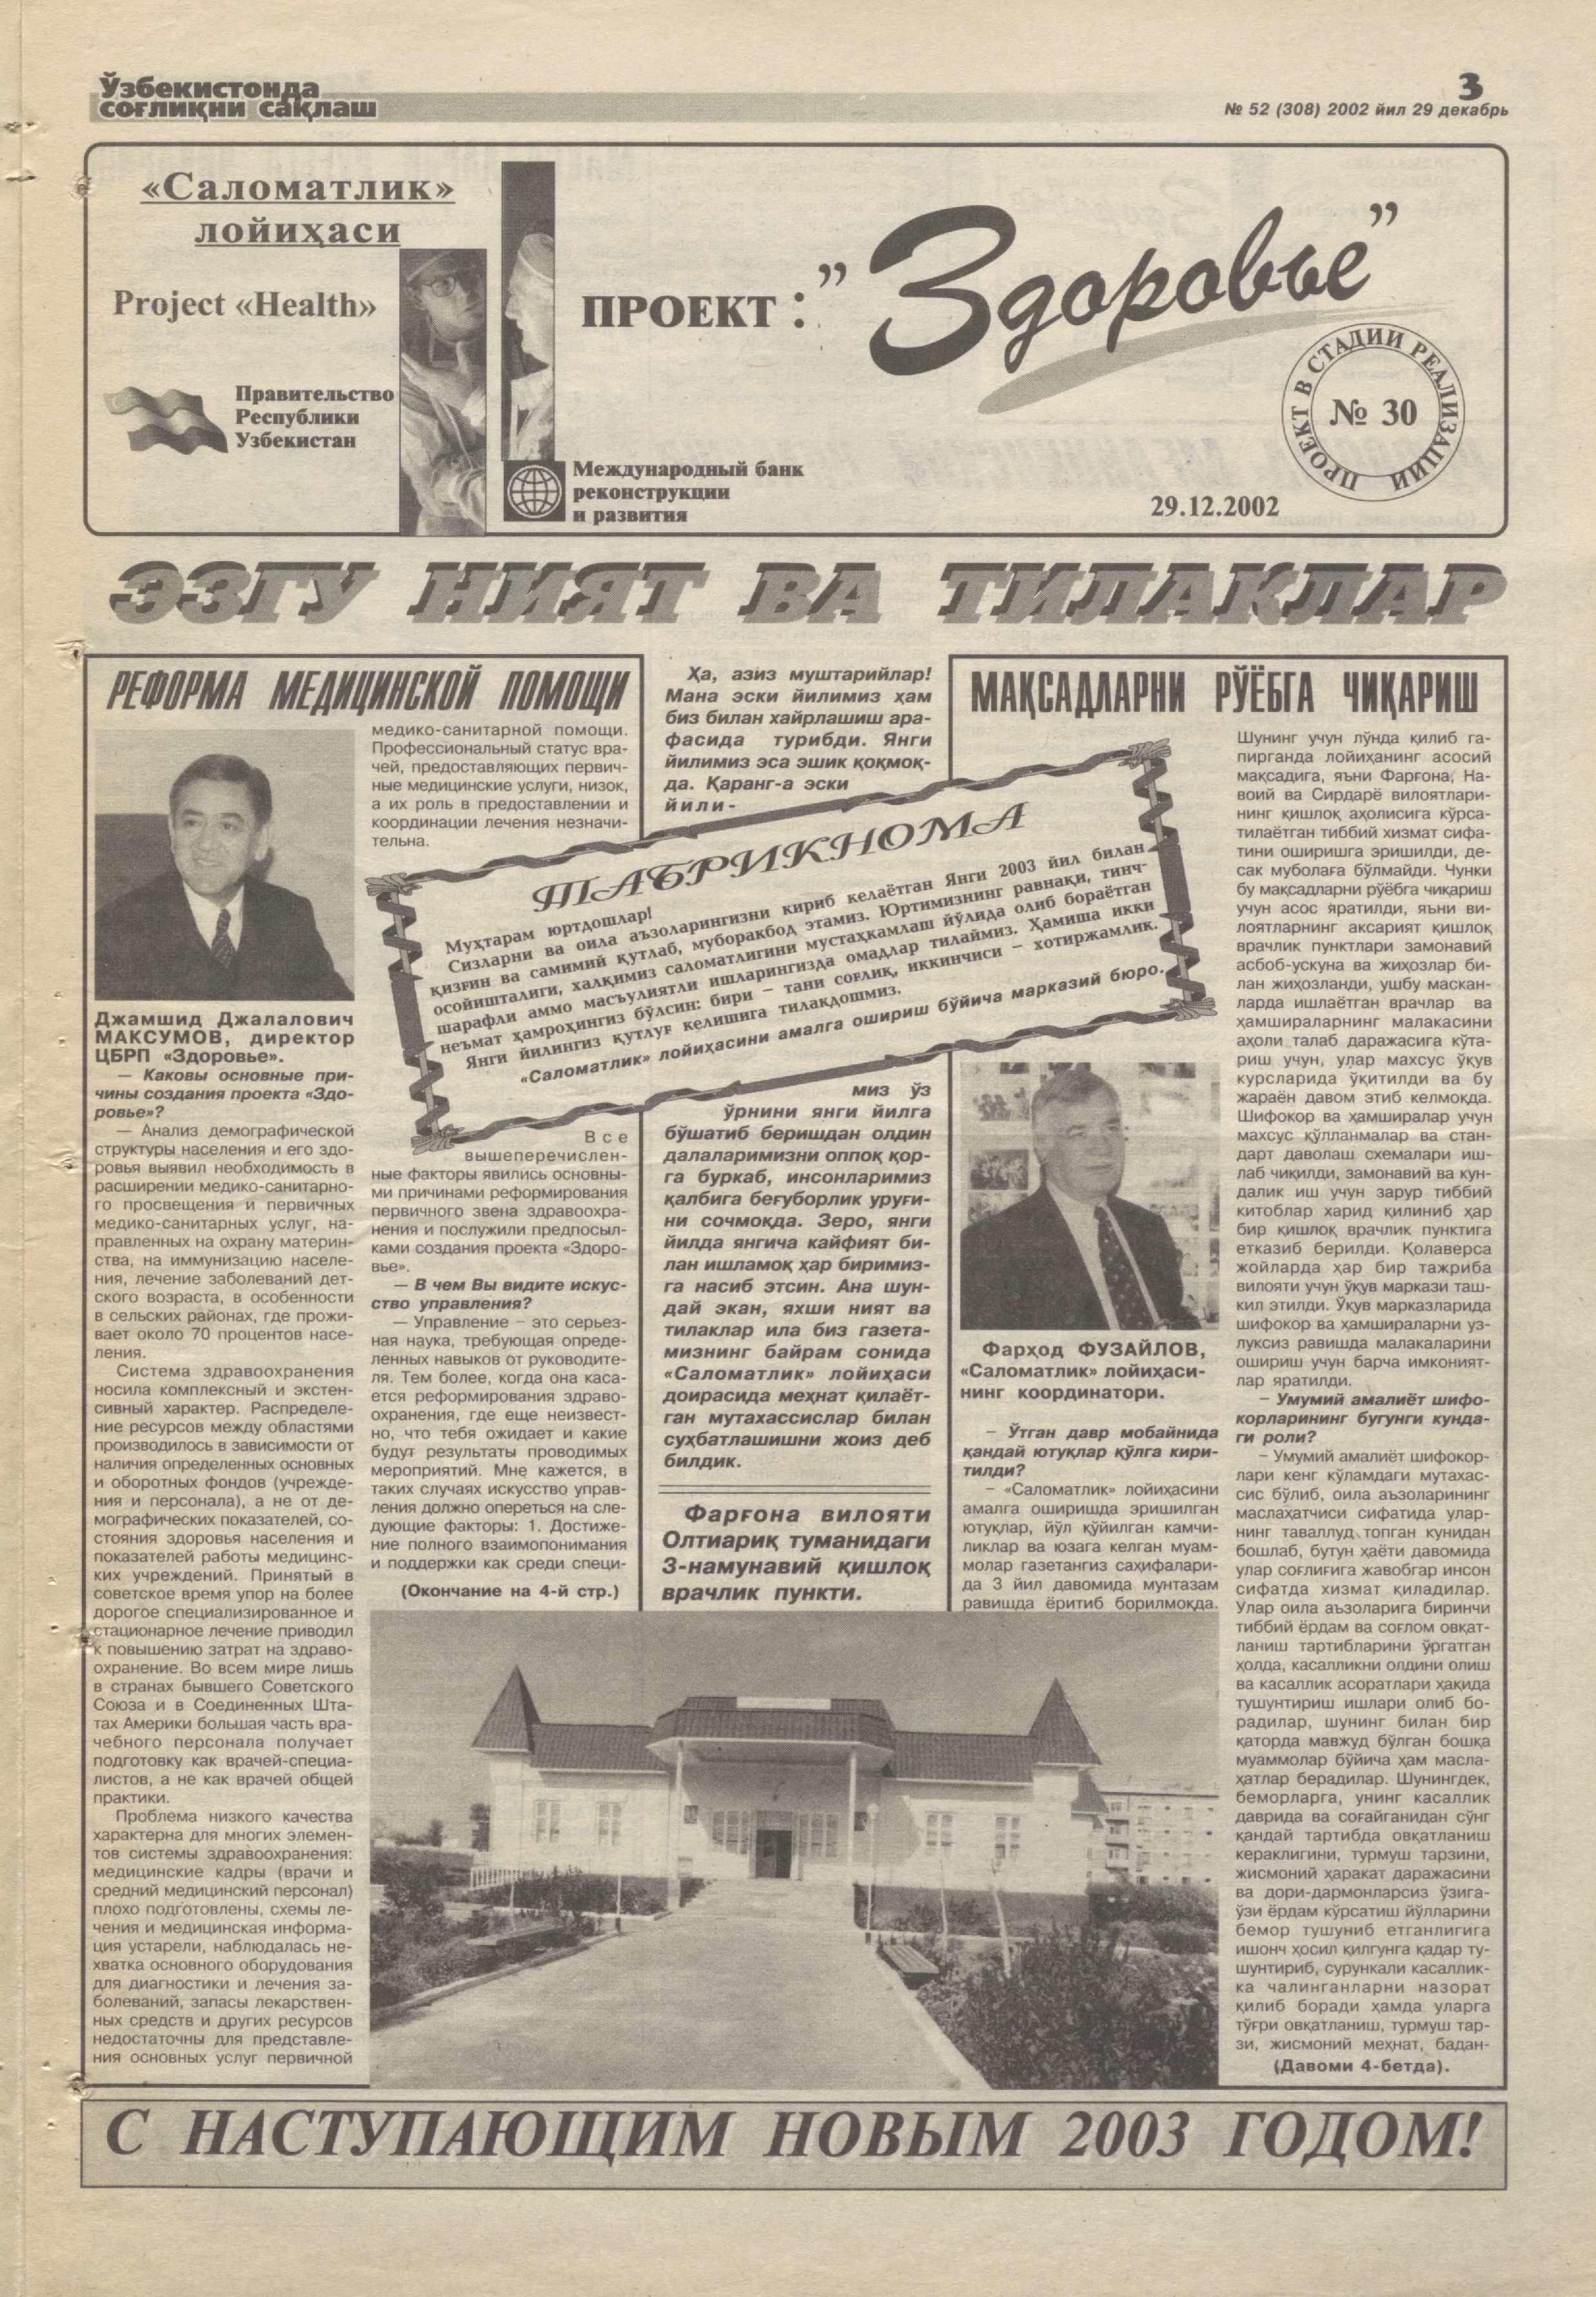 Ўзбекистонда
соғлиқни сақлаш
3
№ 52 (308) 2002 йил 29 декабрь
«Саломатлик»
лойиҳаси
Project «Health»
Правительство
Республики
Узбекистан
ПРОЕКТ : "Здоровье"
Международный банк
реконструкции
и развития
ПРОЕКТ В СТАДИИ РЕАЛИЗАЦИИ
№ 30
29.12.2002
ЭЗГУ НИЯТ ВА ТИЛАКЛАР
РЕФОРМА МЕДИЦИНСКОЙ ПОМОЩИ
Джамшид Джалалович
МАКСУМОВ, директор
ЦБРП «Здоровье».
— Каковы основные при-
чины создания проекта «Здо-
ровье»?
— Анализ демографической
структуры населения и его здо-
ровья выявил необходимость в
расширении медико-санитарно-
го просвещения и первичных
медико-санитарных услуг, на-
правленных на охрану материн-
ства, на иммунизацию населе-
ния, лечение заболеваний дет-
ского возраста, в особенности
в сельских районах, где прожи-
вает около 70 процентов насе-
ления.
Система здравоохранения
носила комплексный и экстен-
сивный характер. Распределе-
ние ресурсов между областями
производилось в зависимости от
наличия определенных основных
и оборотных фондов (учрежде-
ния и персонала), а не от де-
мографических показателей, со-
стояния здоровья населения и
показателей работы медицинс-
ких учреждений. Принятый в
советское время упор на более
дорогое специализированное и
стационарное лечение приводил
к повышению затрат на здраво-
охранение. Во всем мире лишь
в странах бывшего Советского
Союза и в Соединенных Шта-
тах Америки большая часть вра-
чебного персонала получает
подготовку как врачей-специа-
листов, а не как врачей общей
практики.
Проблема низкого качества
характерна для многих элемен-
тов системы здравоохранения:
медицинские кадры (врачи и
средний медицинский персонал)
плохо подготовлены, схемы ле-
чения и медицинская информа-
ция устарели, наблюдалась не-
хватка основного оборудования
для диагностики и лечения за-
болеваний, запасы лекарствен-
ных средств и других ресурсов
недостаточны для представле-
ния основных услуг первичной
медико-санитарной помощи.
Профессиональный статус вра-
чей, предоставляющих первич-
ные медицинские услуги, низок,
а их роль в предоставлении и
координации лечения незначи-
тельна.
Все
вышеперечислен-
ные факторы явились основны-
ми причинами реформирования
первичного звена здравоохра-
нения и послужили предпосыл-
ками создания проекта «Здоро-
вье».
— В чем Вы видите искус-
ство управления?
— Управление – это серьез-
ная наука, требующая опреде-
ленных навыков от руководите-
ля. Тем более, когда она каса-
ется реформирования здраво-
охранения, где еще неизвест-
но, что тебя ожидает и какие
будут результаты проводимых
мероприятий. Мне кажется, в
таких случаях искусство управ-
ления должно опереться на сле-
дующие факторы: 1. Достиже-
ние полного взаимопонимания
и поддержки как среди специ-
(Окончание на 4-й стр.)
Ҳа, азиз муштарийлар!
Мана эски йилимиз ҳам
биз билан хайрлашиш ара-
фасида турибди. Янги
йилимиз эса эшик қоқмоқ-
да. Қаранг-а эски
йили-
ТАБРИКНОМА
Муҳтарам юртдошлар!
Сизларни ва оила аъзоларингизни кириб келаётган Янги 2003 йил билан
қизғин ва самимий қутлаб, муборакбод этамиз. Юртимизнинг равнақи, тинч-
осойишталиги, халқимиз саломатлигини мустаҳкамлаш йўлида олиб бораётган
шарафли аммо масъулиятли ишларингизда омадлар тилаймиз. Ҳамиша икки
неъмат ҳамроҳингиз бўлсин: бири – тани соғлиқ, иккинчиси – хотиржамлик.
Янги йилингиз қутлуғ келишига тилакдошмиз.
«Саломатлик» лойиҳасини амалга ошириш бўйича марказий бюро.
миз ўз
ўрнини янги йилга
бўшатиб беришдан олдин
далаларимизни оппоқ қор-
га буркаб, инсонларимиз
қалбига беғуборлик уруғи-
ни сочмоқда. Зеро, янги
йилда янгича кайфият би-
лан ишламоқ ҳар биримиз-
га насиб этсин. Ана шун-
дай экан, яхши ният ва
тилаклар ила биз газета-
мизнинг байрам сонида
«Саломатлик» лойиҳаси
доирасида меҳнат қилаёт-
ган мутахассислар билан
суҳбатлашишни жоиз деб
билдик.
Фарғона вилояти
Олтиариқ туманидаги
3-намунавий қишлоқ
врачлик пункти.
МАҚСАДЛАРНИ РЎЁБГА ЧИҚАРИШ
Фарҳод ФУЗАЙЛОВ,
«Саломатлик» лойиҳаси-
нинг координатори.
– Ўтган давр мобайнида
қандай ютуқлар қўлга кири-
тилди?
– «Саломатлик» лойиҳасини
амалга оширишда эришилган
ютуқлар, йўл қўйилган камчи-
ликлар ва юзага келган муам-
молар газетангиз саҳифалари-
да 3 йил давомида мунтазам
равишда ёритиб борилмоқда.
Шунинг учун лўнда қилиб га-
пирганда лойиҳанинг асосий
мақсадига, яъни Фарғона, На-
воий ва Сирдарё вилоятлари-
нинг қишлоқ аҳолисига кўрса-
тилаётган тиббий хизмат сифа-
тини оширишга эришилди, де-
сак муболаға бўлмайди. Чунки
бу мақсадларни рўёбга чиқариш
учун асос яратилди, яъни ви-
лоятларнинг аксарият қишлоқ
врачлик пунктлари замонавий
асбоб-ускуна ва жиҳозлар би-
лан жиҳозланди, ушбу маскан-
ларда ишлаётган врачлар ва
ҳамшираларнинг малакасини
аҳоли талаб даражасига кўта-
риш учун, улар махсус ўқув
курсларида ўқитилди ва бу
жараён давом этиб келмоқда.
Шифокор ва ҳамширалар учун
махсус қўлланмалар ва стан-
дарт даволаш схемалари иш-
лаб чиқилди, замонавий ва кун-
далик иш учун зарур тиббий
китоблар харид қилиниб ҳар
бир қишлоқ врачлик пунктига
етказиб берилди. Қолаверса
жойларда ҳар бир тажриба
вилояти учун ўқув маркази таш-
кил этилди. Ўқув марказларида
шифокор ва ҳамшираларни уз-
луксиз равишда малакаларини
ошириш учун барча имконият-
лар яратилди.
– Умумий амалиёт шифо-
корларининг бугунги кунда-
ги роли?
– Умумий амалиёт шифокор-
лари кенг кўламдаги мутахас-
сис бўлиб, оила аъзоларининг
маслаҳатчиси сифатида улар-
нинг таваллуд топган кунидан
бошлаб, бутун ҳаёти давомида
улар соғлиғига жавобгар инсон
сифатда хизмат қиладилар.
Улар оила аъзоларига биринчи
тиббий ёрдам ва соғлом овқат-
ланиш тартибларини ўргатган
ҳолда, касалликни олдини олиш
ва касаллик асоратлари ҳақида
тушунтириш ишлари олиб бо-
радилар, шунинг билан бир
қаторда мавжуд бўлган бошқа
муаммолар бўйича ҳам масла-
ҳатлар берадилар. Шунингдек,
беморларга, унинг касаллик
даврида ва соғайганидан сўнг
қандай тартибда овқатланиш
кераклигини, турмуш тарзини,
жисмоний ҳаракат даражасини
ва дори-дармонларсиз ўзига-
ўзи ёрдам кўрсатиш йўлларини
бемор тушуниб етганлигига
ишонч ҳосил қилгунга қадар ту-
шунтириб, сурункали касаллик-
ка чалинганларни назорат
қилиб боради ҳамда уларга
тўғри овқатланиш, турмуш тар-
зи, жисмоний меҳнат, бадан-
(Давоми 4-бетда).
С НАСТУПАЮЩИМ НОВЫМ 2003 ГОДОМ!